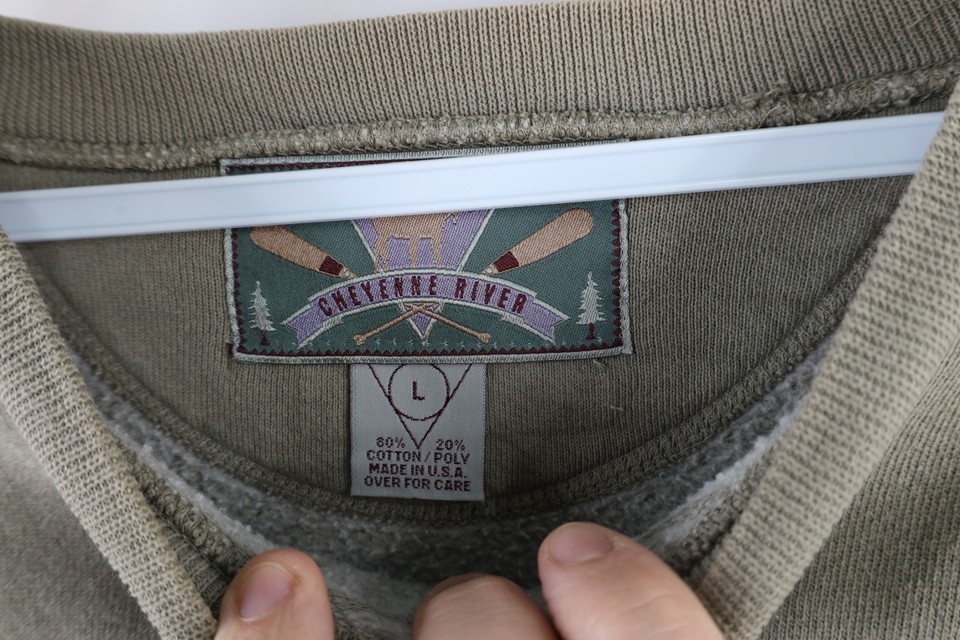 CHEYENNE RIVER
L
80% 20%
COTTON/POLY
MADE IN U.S.A.
OVER FOR CARE